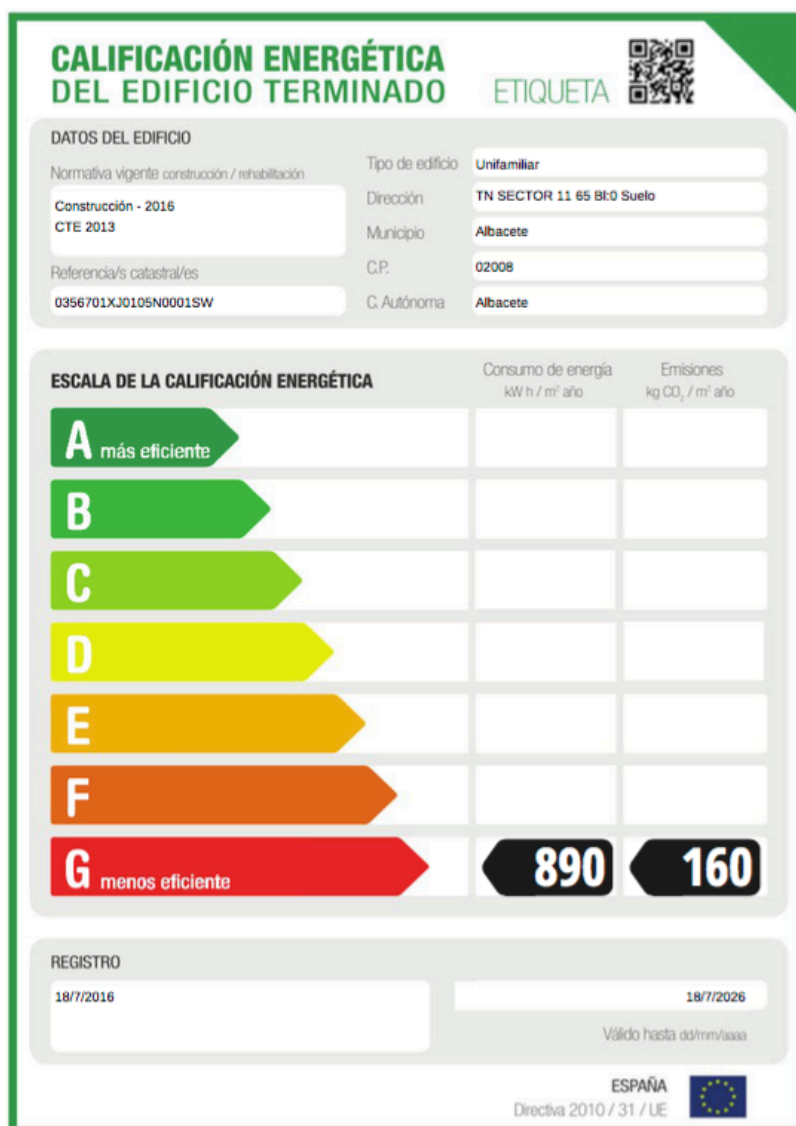 CALIFICACIÓN ENERGÉTICA
DEL EDIFICIO TERMINADO
ETIQUETA
DATOS DEL EDIFICIO
Normativa vigente construcción / rehabilitación
Construcción - 2016
CTE 2013
Referencia/s catastral/es
0356701XJ0105N0001SW
Tipo de edificio Unifamiliar
Dirección TN SECTOR 11 65 Bl:0 Suelo
Municipio Albacete
C.P. 02008
C. Autónoma Albacete
ESCALA DE LA CALIFICACIÓN ENERGÉTICA
Consumo de energía
kW h / m² año
Emisiones
kg CO₂ / m² año
A más eficiente
B
C
D
E
F
G menos eficiente 890 160
REGISTRO
18/7/2016
18/7/2026
Válido hasta dd/mm/aaaa
ESPAÑA
Directiva 2010 / 31 / UE